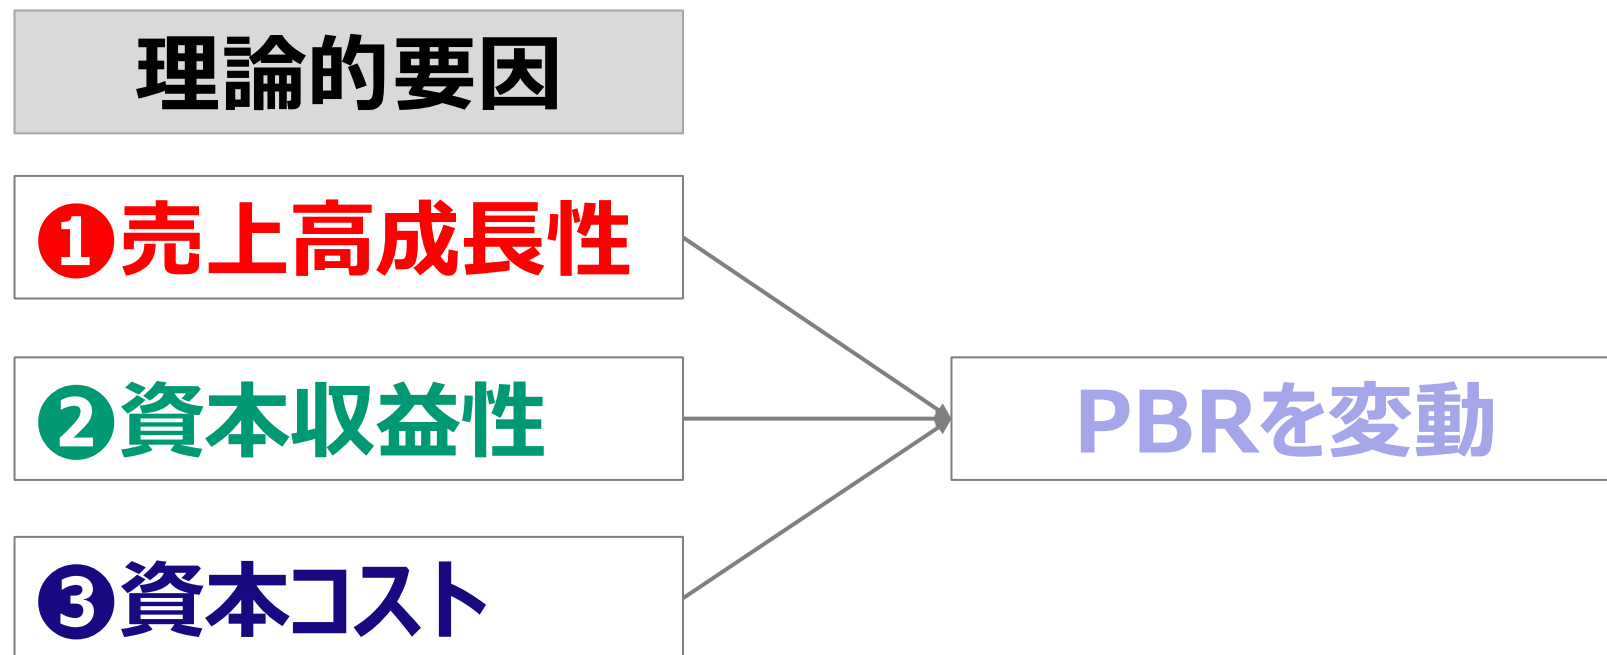 理論的要因
❶売上高成長性
❷資本収益性
PBRを変動
❸資本コスト